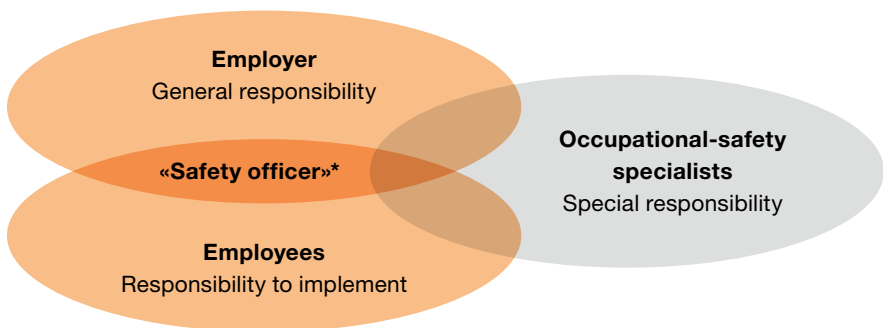 Employer
General responsibility
«Safety officer»*
Occupational-safety
specialists
Special responsibility
Employees
Responsibility to implement